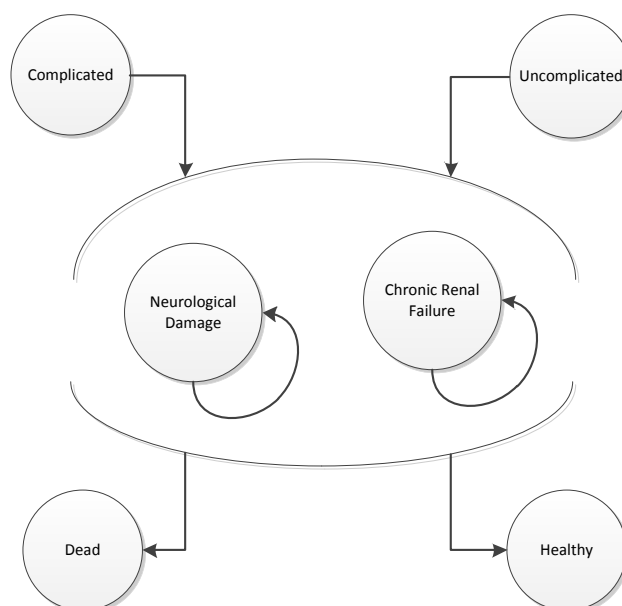 Complicated
Uncomplicated
Neurological
Damage
Chronic Renal
Failure
Dead
Healthy